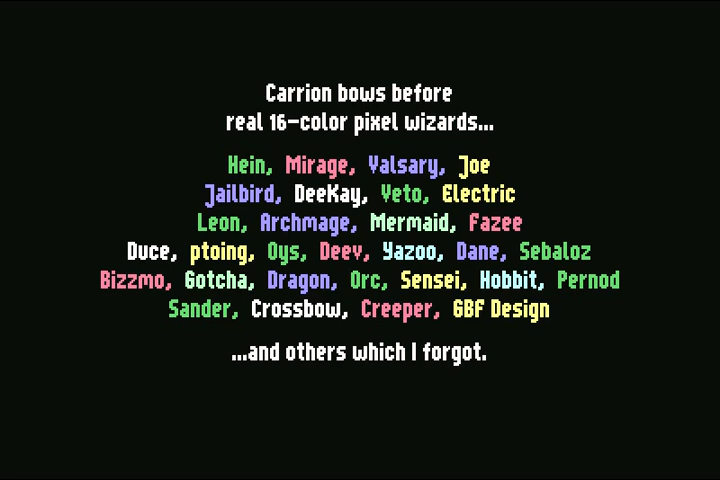 Carrion bows before
real 16-color pixel wizards...
Hein, Mirage, Valsary, Joe
Jailbird, DeeKay, Veto, Electric
Leon, Archmage, Mermaid, Fazee
Duce, ptoing, Oys, Deev, Yazoo, Dane, Sebaloz
Bizzmo, Gotcha, Dragon, Orc, Sensei, Hobbit, Pernod
Sander, Crossbow, Creeper, GBF Design
...and others which I forgot.